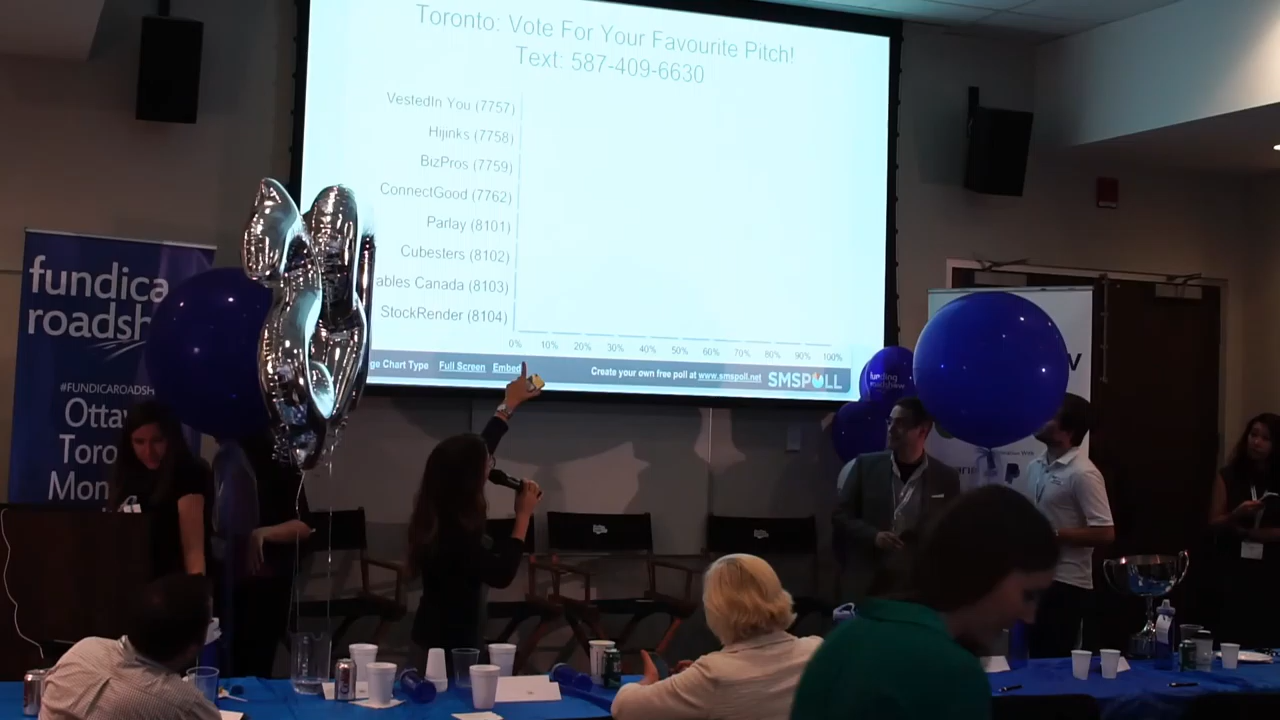 Toronto: Vote For Your Favourite Pitch!
Text: 587-409-6630
VestedIn You (7757)
Hijinks (7758)
BizPros (7759)
ConnectGood (7762)
Parlay (8101)
Cubesters (8102)
ables Canada (8103)
StockRender (8104)
0% 10% 20% 30% 40% 50% 60% 70% 80% 90% 100%
ge Chart Type Full Screen Embed
Create your own free poll at www.smspoll.net SMSPOLL
fundica
roadsh
#FUNDICAROADSH
Otta
Toro
Mon